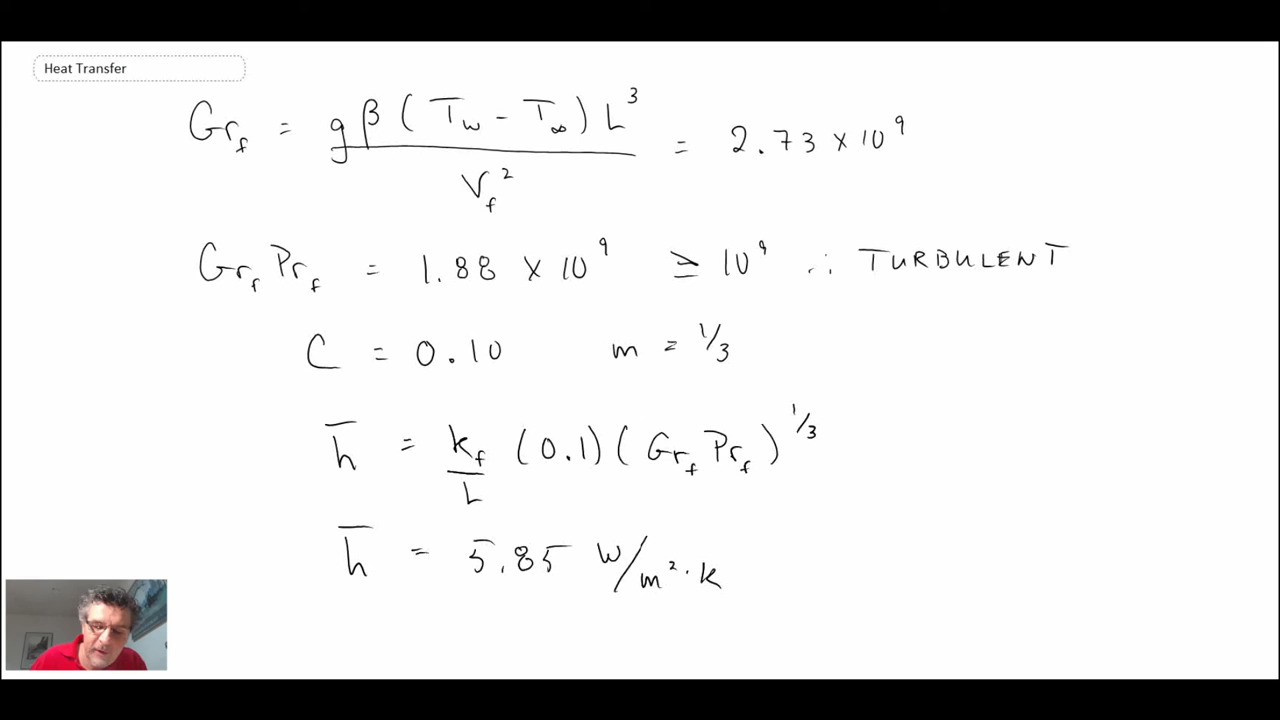 Heat Transfer
Gr_f = gβ(T_w - T_∞)L³ / ν_f² = 2.73 × 10⁹
Gr_f Pr_f = 1.88 × 10⁹ ≥ 10⁹ ∴ TURBULENT
C = 0.10 m = 1/3
h̅ = k_f / L (0.1)(Gr_f Pr_f)^1/3
h̅ = 5.85 W/m²·K